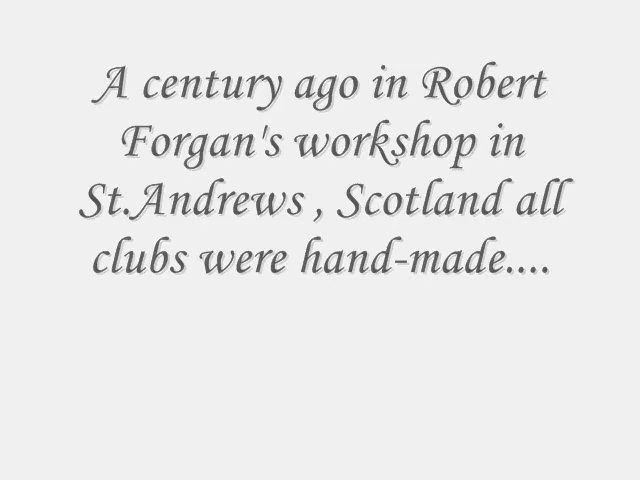 A century ago in Robert
Forgan's workshop in
St.Andrews , Scotland all
clubs were hand-made....